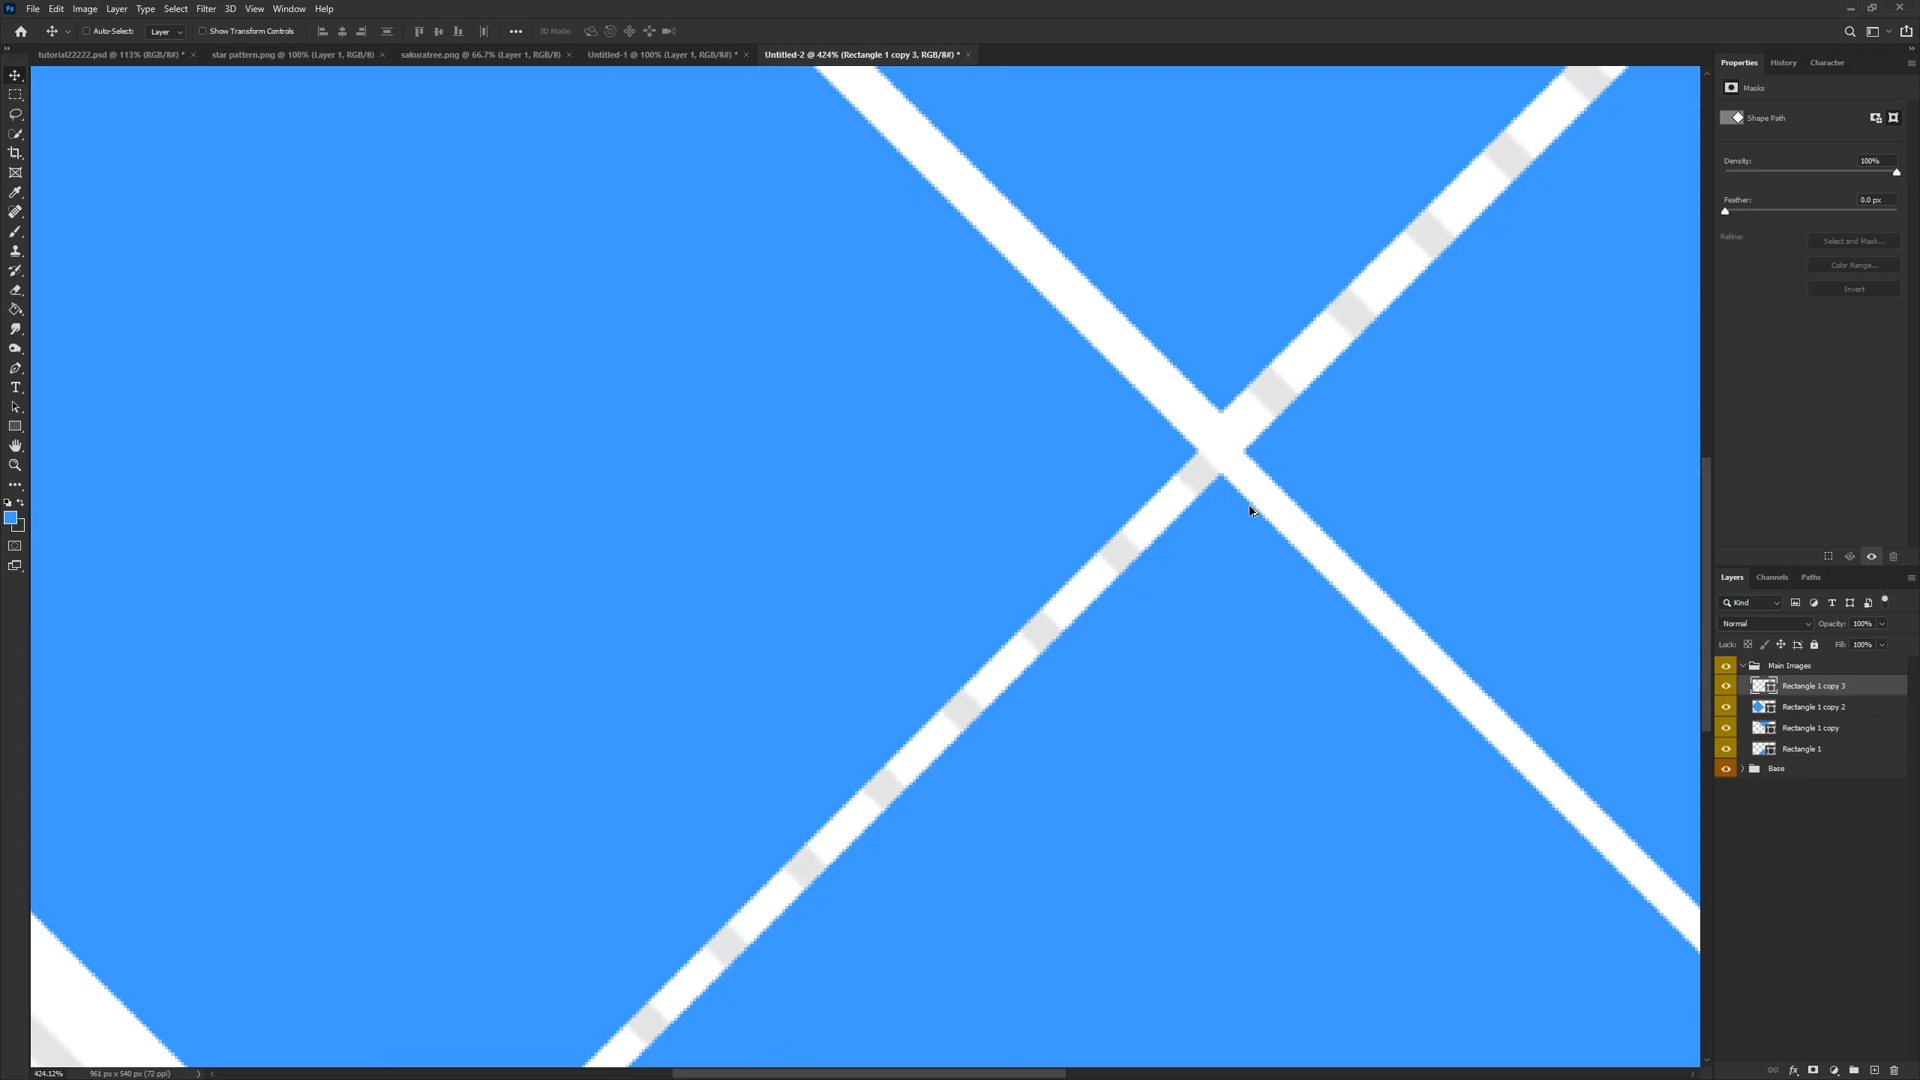 Ps File Edit Image Layer Type Select Filter 3D View Window Help
Auto-Select: Layer Show Transform Controls 3D Mode:
tutorial22222.psd @ 113% (RGB/8#) * × star pattern.png @ 100% (Layer 1, RGB/8) × sakuratree.png @ 66.7% (Layer 1, RGB/8) × Untitled-1 @ 100% (Layer 1, RGB/8#) * × Untitled-2 @ 424% (Rectangle 1 copy 3, RGB/8#) * ×
Properties History Character
Masks
Shape Path
Density: 100%
Feather: 0.0 px
Refine: Select and Mask...
Color Range...
Invert
Layers Channels Paths
Kind
Normal Opacity: 100%
Lock: Fill: 100%
Main Images
Rectangle 1 copy 3
Rectangle 1 copy 2
Rectangle 1 copy
Rectangle 1
Base
424.12% 961 px x 540 px (72 ppi)